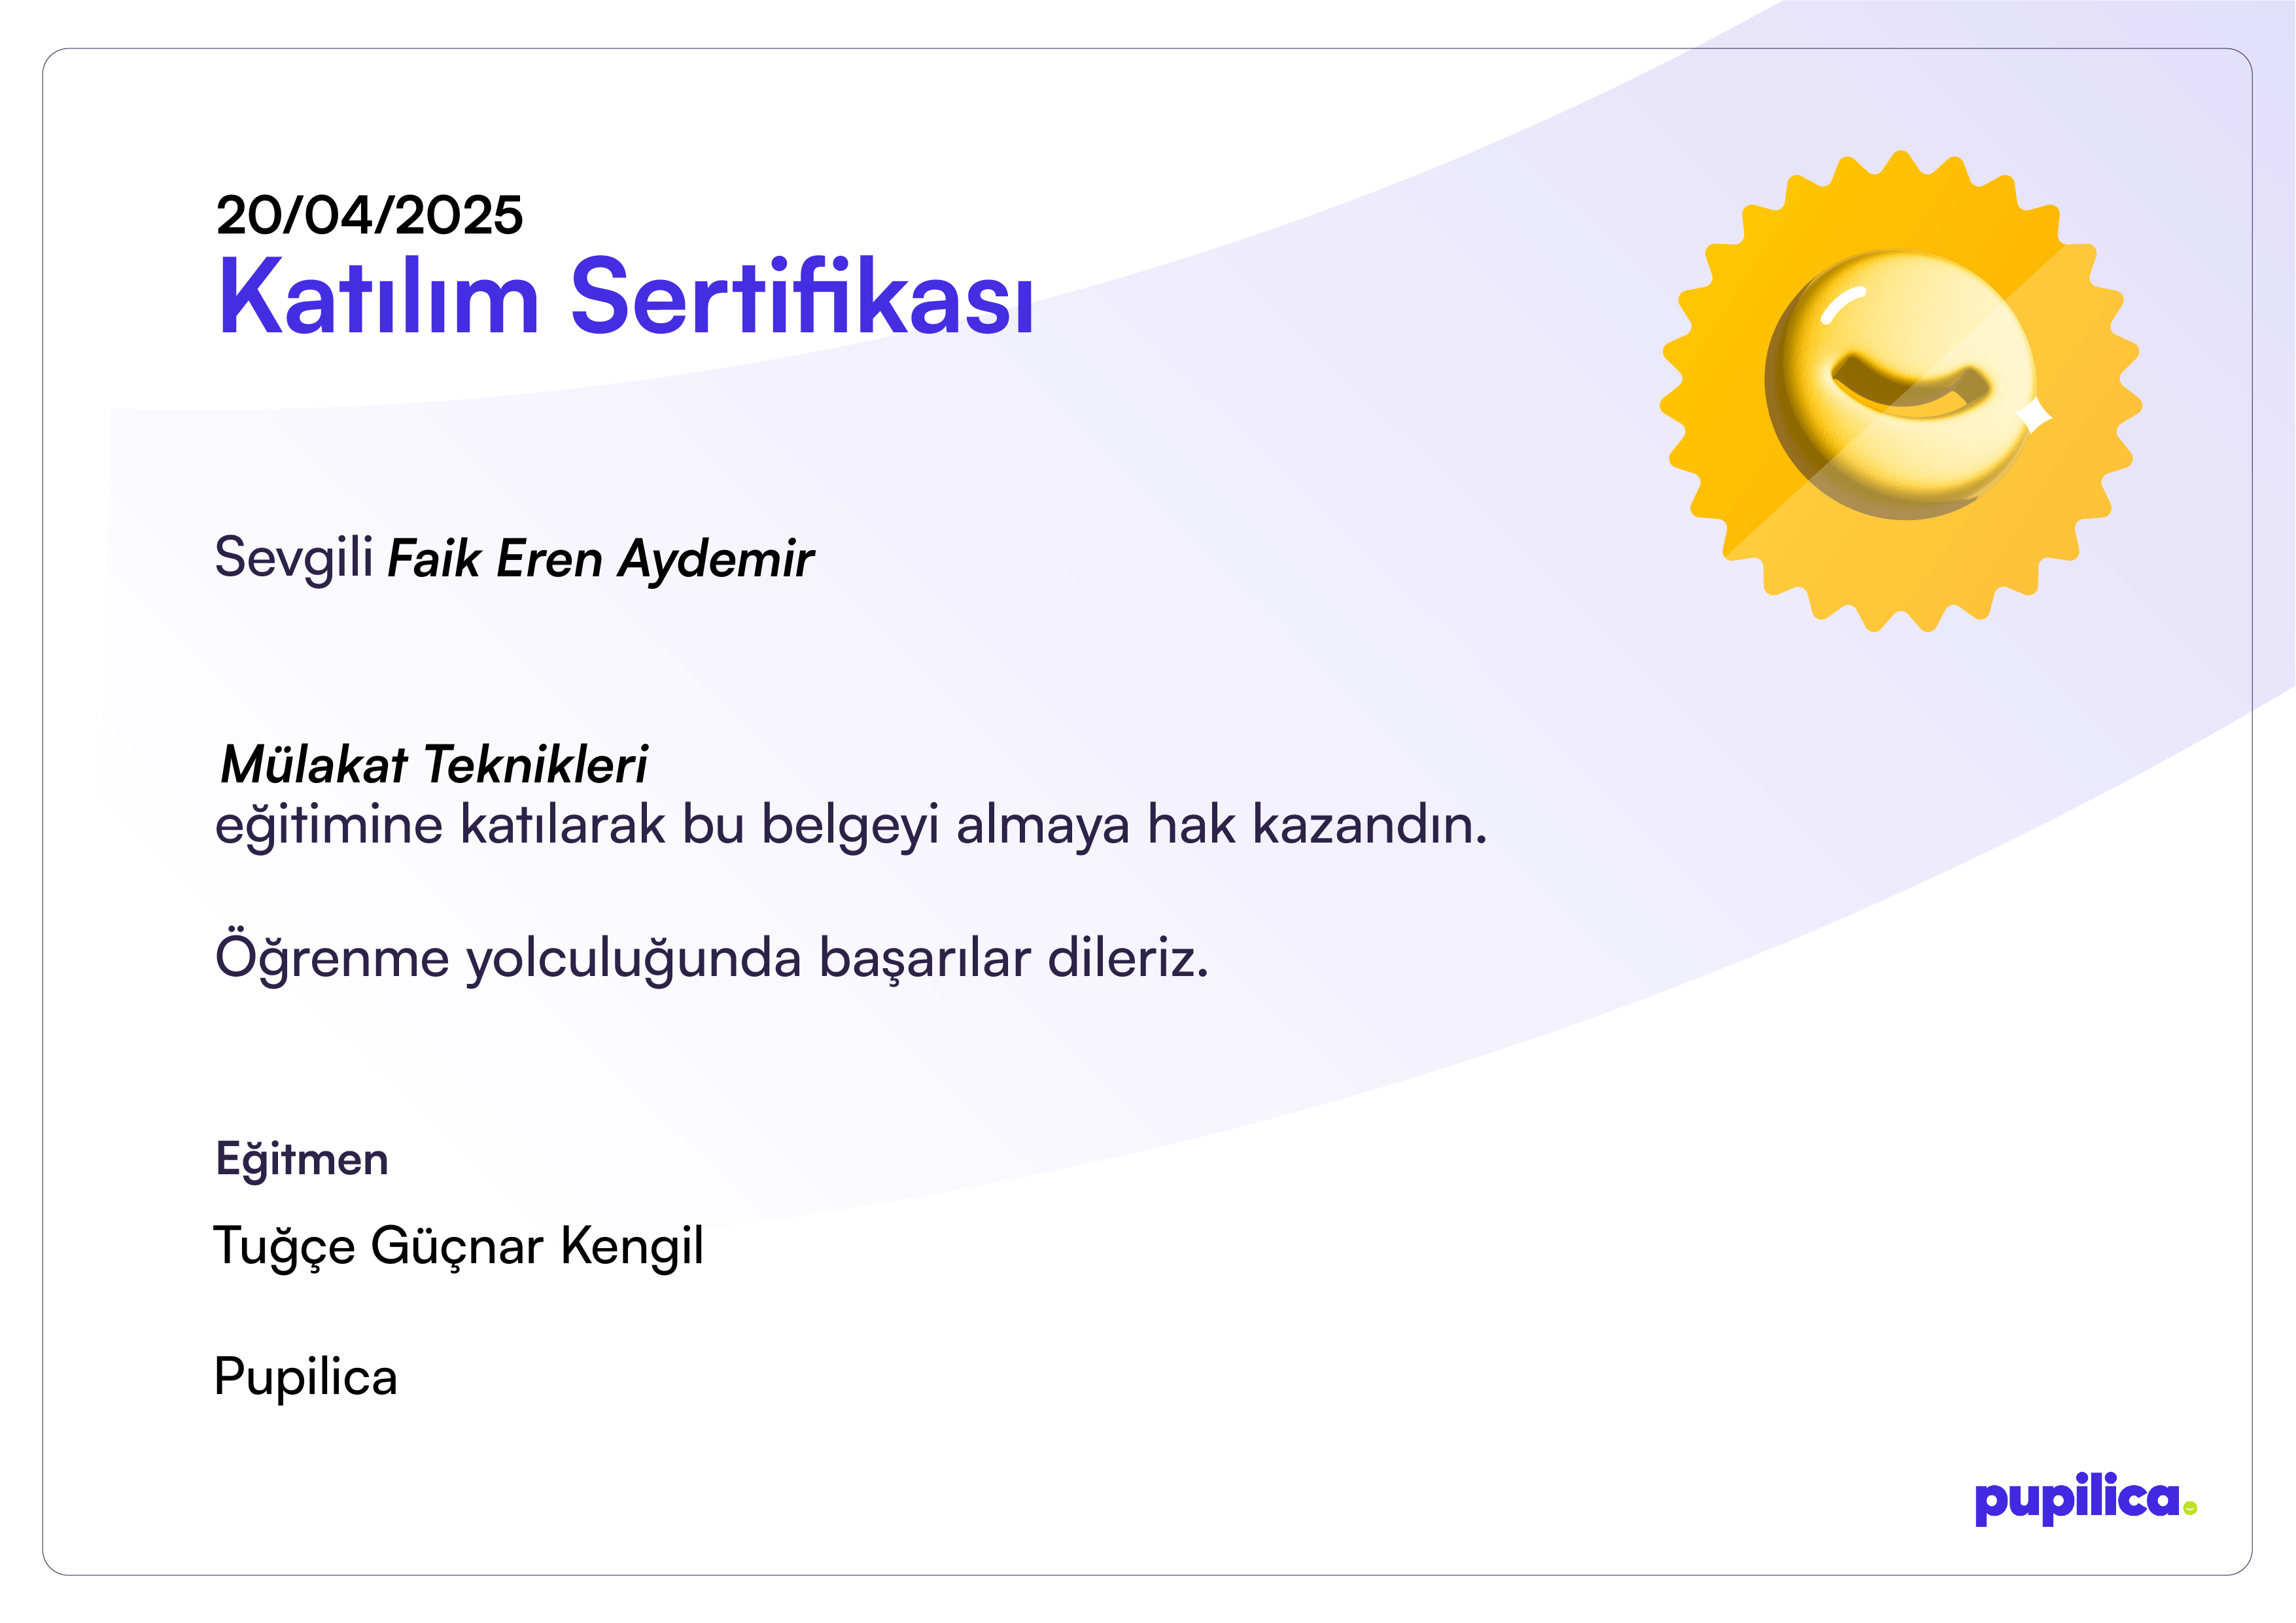 20/04/2025
Katılım Sertifikası
Sevgili Faik Eren Aydemir
Mülakat Teknikleri
eğitimine katılarak bu belgeyi almaya hak kazandın.
Öğrenme yolculuğunda başarılar dileriz.
Eğitmen
Tuğçe Güçnar Kengil
Pupilica
pupilica.